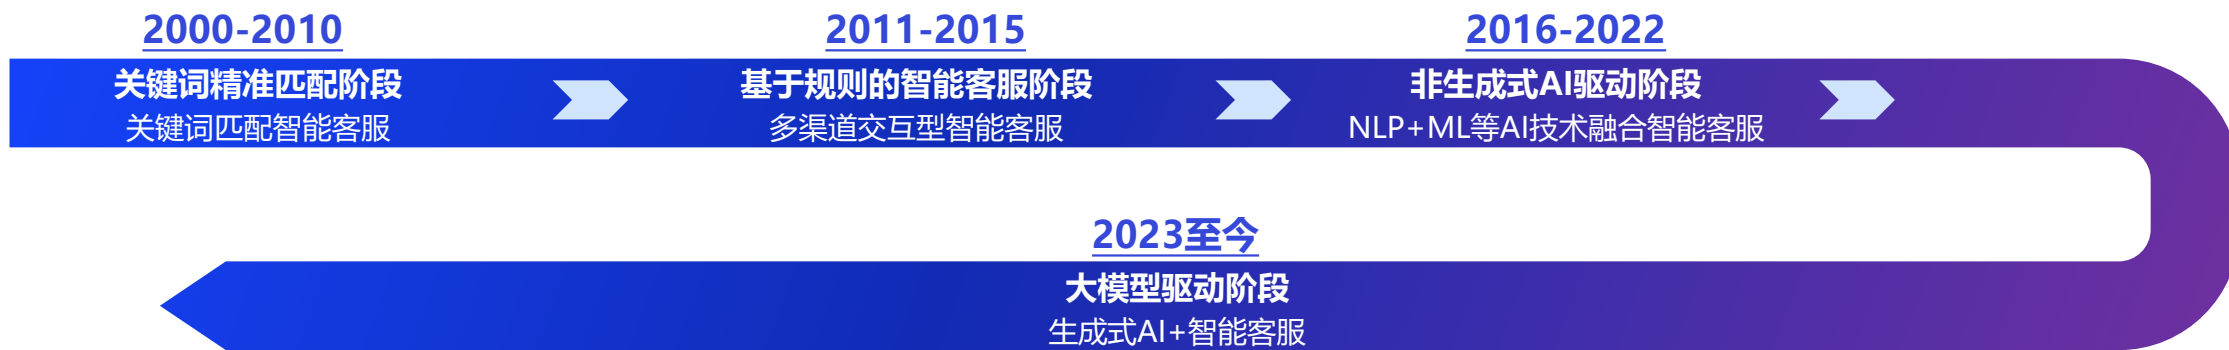 2000-2010
关键词精准匹配阶段
关键词匹配智能客服
2011-2015
基于规则的智能客服阶段
多渠道交互型智能客服
2016-2022
非生成式AI驱动阶段
NLP+ML等AI技术融合智能客服
2023至今
大模型驱动阶段
生成式AI+智能客服